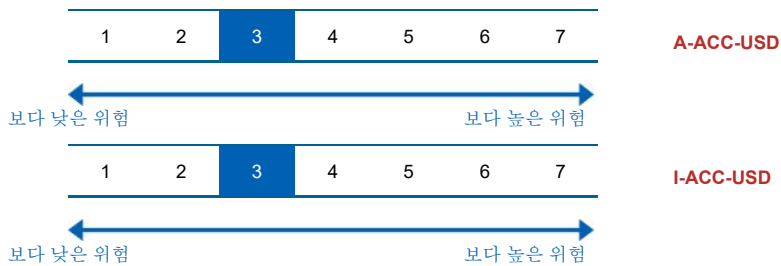 1 2 3 4 5 6 7 A-ACC-USD
보다 낮은 위험 보다 높은 위험
1 2 3 4 5 6 7 I-ACC-USD
보다 낮은 위험 보다 높은 위험